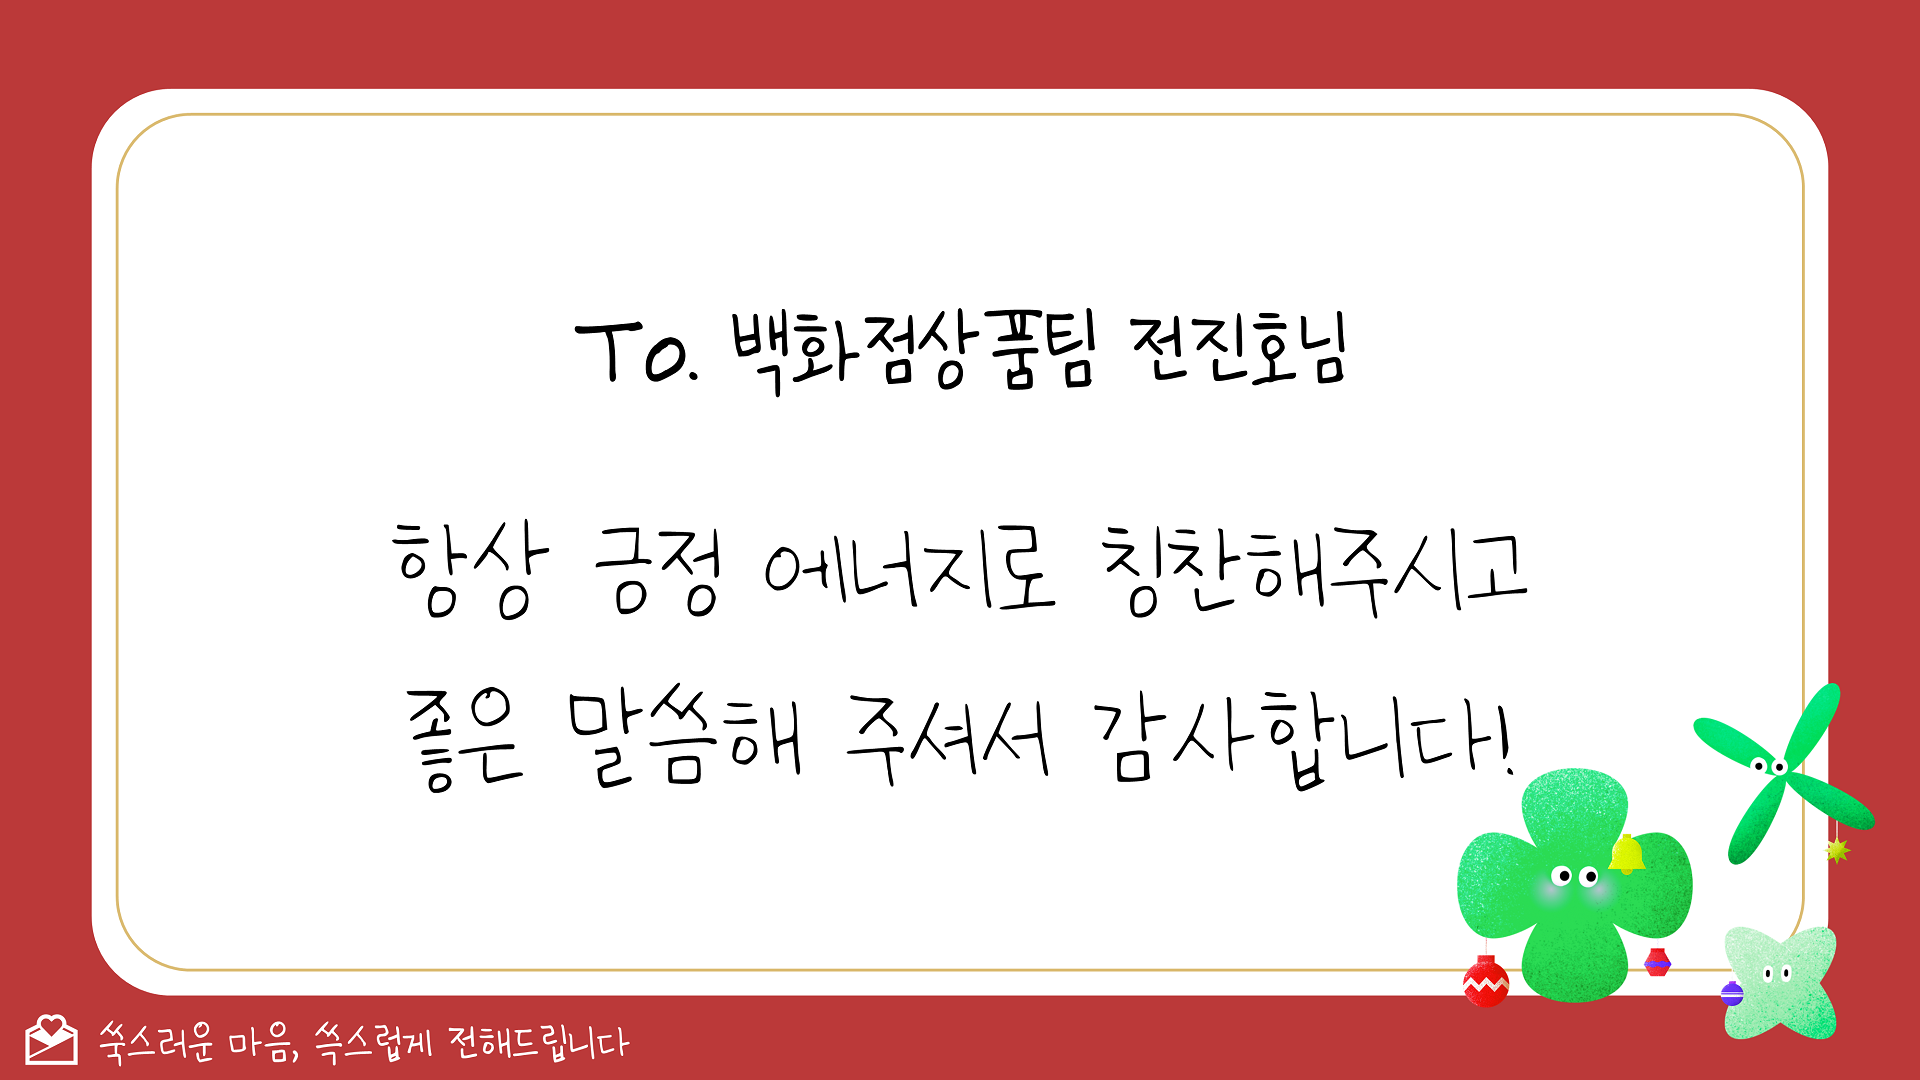 To. 백화점상품팀 전진호님
항상 긍정 에너지로 칭찬해주시고
좋은 말씀해 주셔서 감사합니다!
쑥스러운 마음, 쓱스럽게 전해드립니다